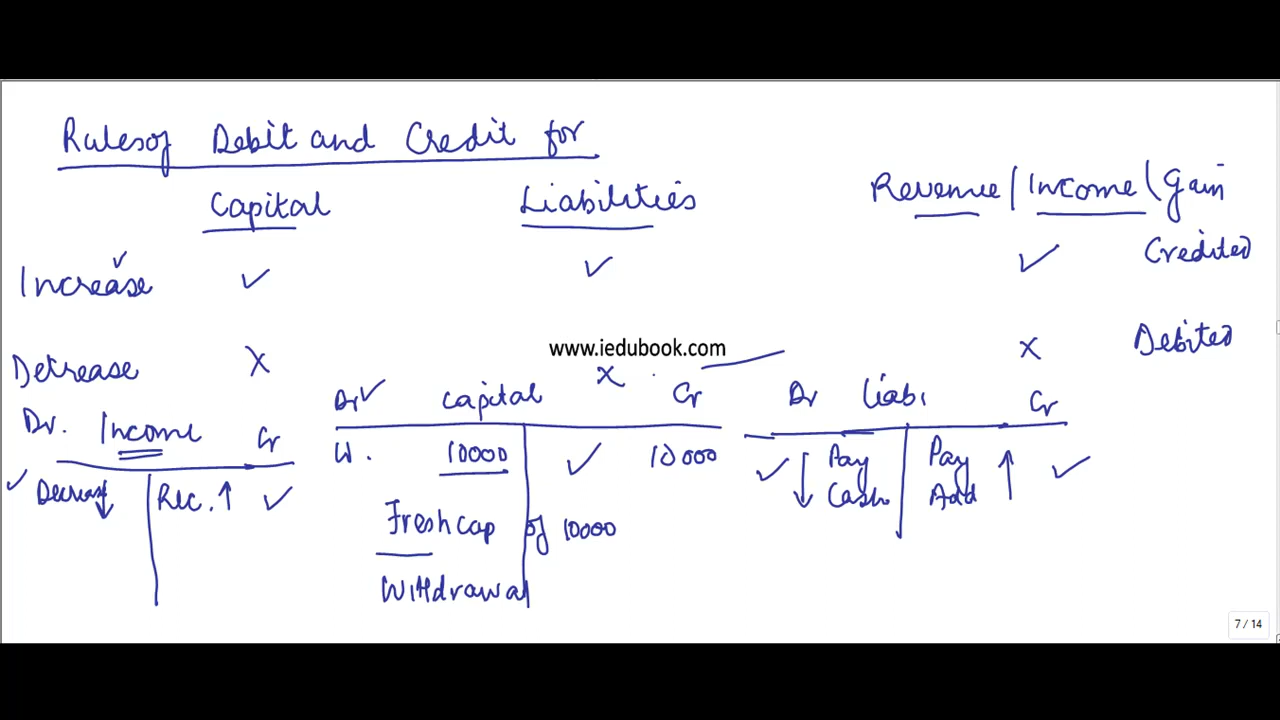 Rules of Debit and Credit for
Capital Liabilities Revenue / Income \ Gain
Increase ✓ ✓ ✓ ✓ Credited
www.iedubook.com
Decrease X X Debited
Dr ✓ Capital X Cr
Dr Liabi Cr
Dr. Income Cr
W. 10000 ✓ 10000
✓ ↓ Pay Cash Pay Add ↑ ✓
✓ Decreas ↓ Rec. ↑ ✓
Fresh cap of 10000
Withdrawal
7 / 14